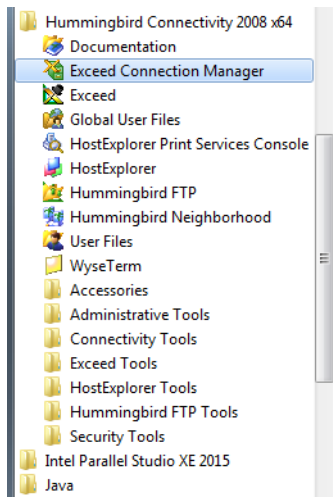 Hummingbird Connectivity 2008 x64
Documentation
Exceed Connection Manager
Exceed
Global User Files
HostExplorer Print Services Console
HostExplorer
Hummingbird FTP
Hummingbird Neighborhood
User Files
WyseTerm
Accessories
Administrative Tools
Connectivity Tools
Exceed Tools
HostExplorer Tools
Hummingbird FTP Tools
Security Tools
Intel Parallel Studio XE 2015
Java